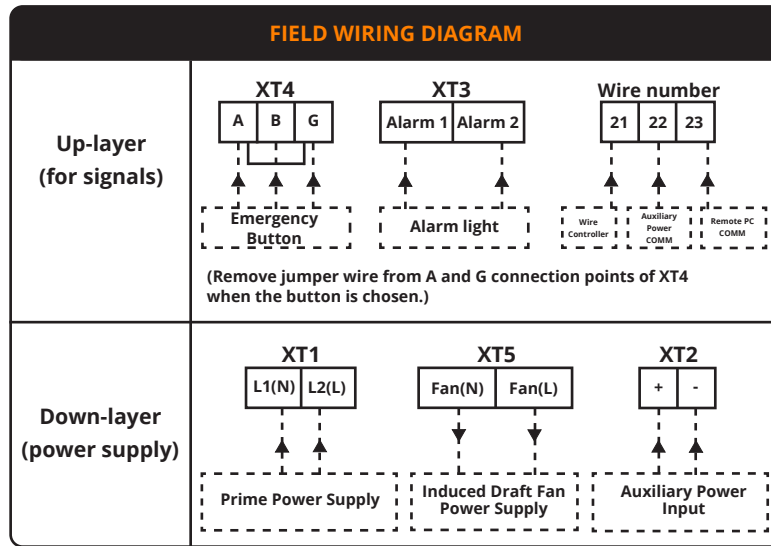 FIELD WIRING DIAGRAM
Up-layer
(for signals)
XT4
A B G
Emergency
Button
XT3
Alarm 1 Alarm 2
Alarm light
Wire number
21 22 23
Wire
Controller
Auxiliary
Power
COMM
Remote PC
COMM
(Remove jumper wire from A and G connection points of XT4
when the button is chosen.)
Down-layer
(power supply)
XT1
L1(N) L2(L)
Prime Power Supply
XT5
Fan(N) Fan(L)
Induced Draft Fan
Power Supply
XT2
+ -
Auxiliary Power
Input